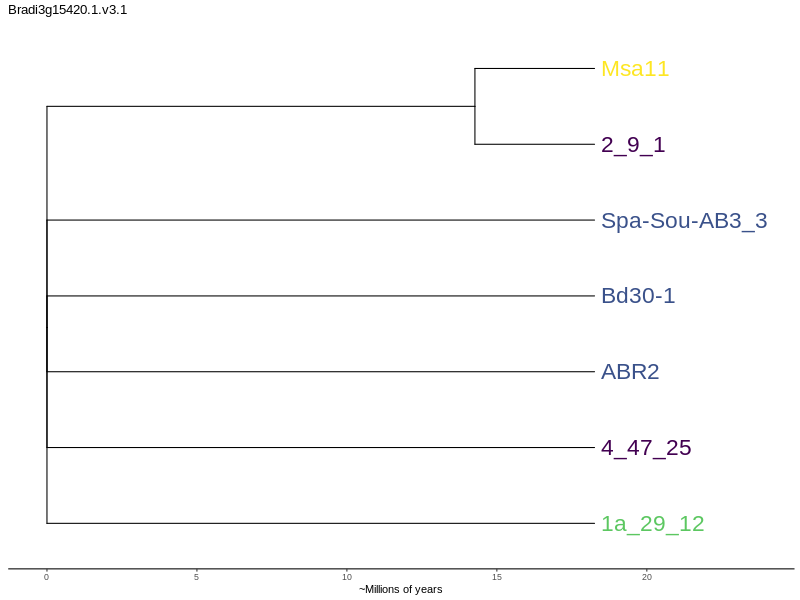 Bradi3g15420.1.v3.1
Msa11
2_9_1
Spa-Sou-AB3_3
Bd30-1
ABR2
4_47_25
1a_29_12
0 5 10 15 20
~Millions of years